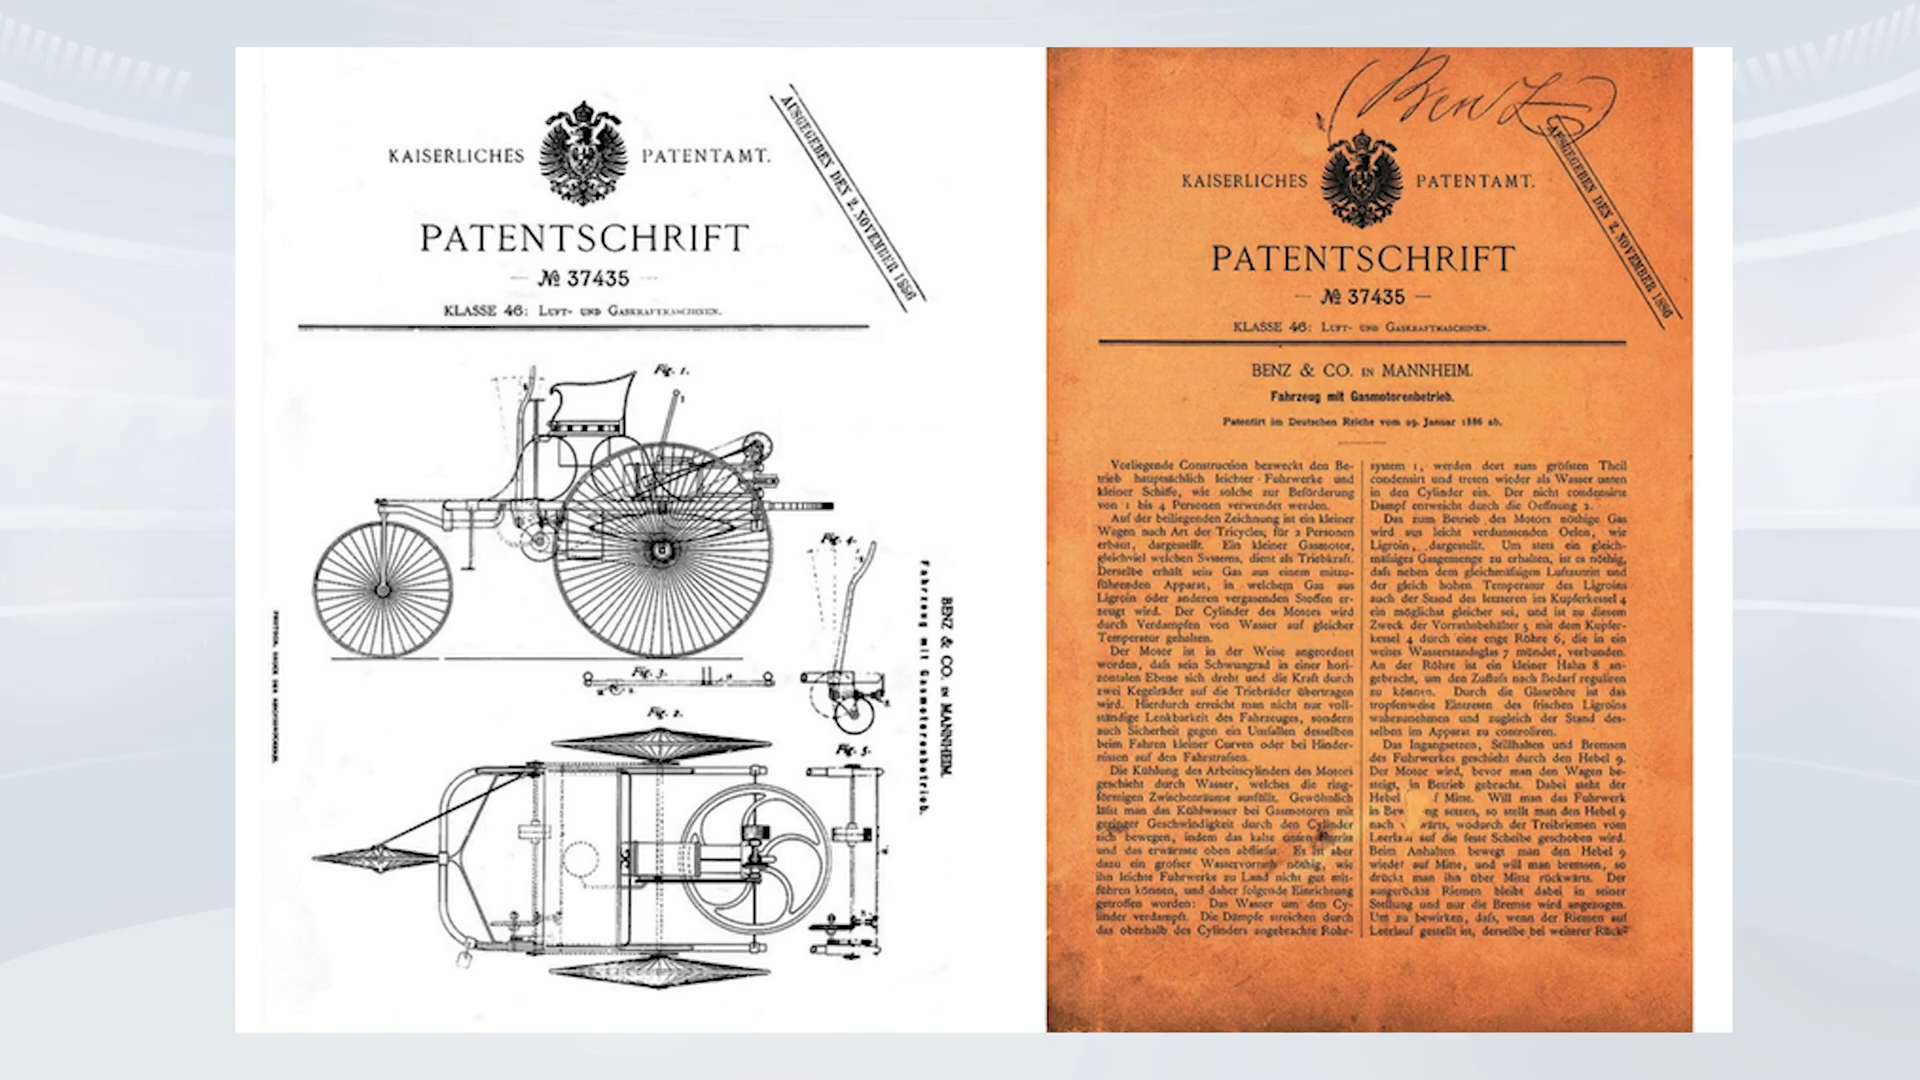 KAISERLICHES PATENTAMT.
AUSGEGEBEN DEN 2. NOVEMBER 1886
PATENTSCHRIFT
№ 37435
KLASSE 46: LUFT- UND GASKRAFTMASCHINEN.
Fig. 1.
Fig. 4.
Fig. 3.
Fig. 2.
Fig. 5.
BENZ & CO. IN MANNHEIM.
Fahrzeug mit Gasmotorenbetrieb.
(Benz)
KAISERLICHES PATENTAMT.
AUSGEGEBEN DEN 2. NOVEMBER 1886
PATENTSCHRIFT
№ 37435
KLASSE 46: LUFT- UND GASKRAFTMASCHINEN.
BENZ & CO. IN MANNHEIM.
Fahrzeug mit Gasmotorenbetrieb.
Patentirt im Deutschen Reiche vom 29. Januar 1886 ab.
Vorliegende Construction bezweckt den Be-
trieb hauptsächlich leichter Fuhrwerke und
kleiner Schiffe, wie solche zur Beförderung
von 1 bis 4 Personen verwendet werden.
Auf der beiliegenden Zeichnung ist ein kleiner
Wagen nach Art der Tricycles, für 2 Personen
erbaut, dargestellt. Ein kleiner Gasmotor,
gleichviel welchen Systems, dient als Triebkraft.
Derselbe erhält sein Gas aus einem mitzu-
führenden Apparat, in welchem Gas aus
Ligroin oder anderen vergasenden Stoffen er-
zeugt wird. Der Cylinder des Motors wird
durch Verdampfen von Wasser auf gleicher
Temperatur gehalten.
Der Motor ist in der Weise angeordnet
worden, daß sein Schwungrad in einer hori-
zontalen Ebene sich dreht und die Kraft durch
zwei Kegelräder auf die Triebräder übertragen
wird. Hierdurch erreicht man nicht nur voll-
ständige Lenkbarkeit des Fahrzeuges, sondern
auch Sicherheit gegen ein Umfallen desselben
beim Fahren kleiner Curven oder bei Hinder-
nissen auf den Fahrstraßen.
Die Kühlung des Arbeitscylinders des Motors
geschieht durch Wasser, welches die ring-
förmigen Zwischenräume ausfüllt. Gewöhnlich
läßt man das Kühlwasser bei Gasmotoren mit
geringer Geschwindigkeit durch den Cylinder
sich bewegen, indem das kalte unten eintritt
und das erwärmte oben abfließt. Es ist aber
dazu ein großer Wasservorrath nöthig, wie
ihn leichte Fuhrwerke zu Land nicht gut mit-
führen können, und daher folgende Einrichtung
getroffen worden: Das Wasser um den Cy-
linder verdampft. Die Dämpfe streichen durch
das oberhalb des Cylinders angebrachte Rohr-
system 1, werden dort zum größten Theil
condensirt und treten wieder als Wasser unten
in den Cylinder ein. Der nicht condensirte
Dampf entweicht durch die Oeffnung 2.
Das zum Betrieb des Motors nöthige Gas
wird aus leicht verdunstenden Oelen, wie
Ligroin, dargestellt. Um stets ein gleich-
mäßiges Gasgemenge zu erhalten, ist es nöthig,
daß neben dem gleichmäßigen Luftzutritt und
der gleich hohen Temperatur des Ligroins
auch der Stand des letzteren im Kupferkessel 4
ein möglichst gleicher sei, und ist zu diesem
Zweck der Vorrathsbehälter 5 mit dem Kupfer-
kessel 4 durch eine enge Röhre 6, die in ein
weites Wasserstandsglas 7 mündet, verbunden.
An der Röhre ist ein kleiner Hahn 8 an-
gebracht, um den Zufluß nach Bedarf reguliren
zu können. Durch die Glasröhre ist das
tropfenweise Eintreten des frischen Ligroins
wahrzunehmen und zugleich der Stand des-
selben im Apparat zu controliren.
Das Ingangsetzen, Stillhalten und Bremsen
des Fuhrwerkes geschieht durch den Hebel 9.
Der Motor wird, bevor man den Wagen be-
steigt, in Betrieb gebracht. Dabei steht der
Hebel f Mitte. Will man das Fuhrwerk
in Bew ng setzen, so stellt man den Hebel 9
nach v wärts, wodurch der Treibriemen vom
Leerlauf auf die feste Scheibe geschoben wird.
Beim Anhalten bewegt man den Hebel 9
wieder auf Mitte, und will man bremsen, so
drückt man ihn über Mitte rückwärts. Der
ausgerückte Riemen bleibt dabei in seiner
Stellung und nur die Bremse wird angezogen.
Um zu bewirken, daß, wenn der Riemen auf
Leerlauf gestellt ist, derselbe bei weiterer Rück-